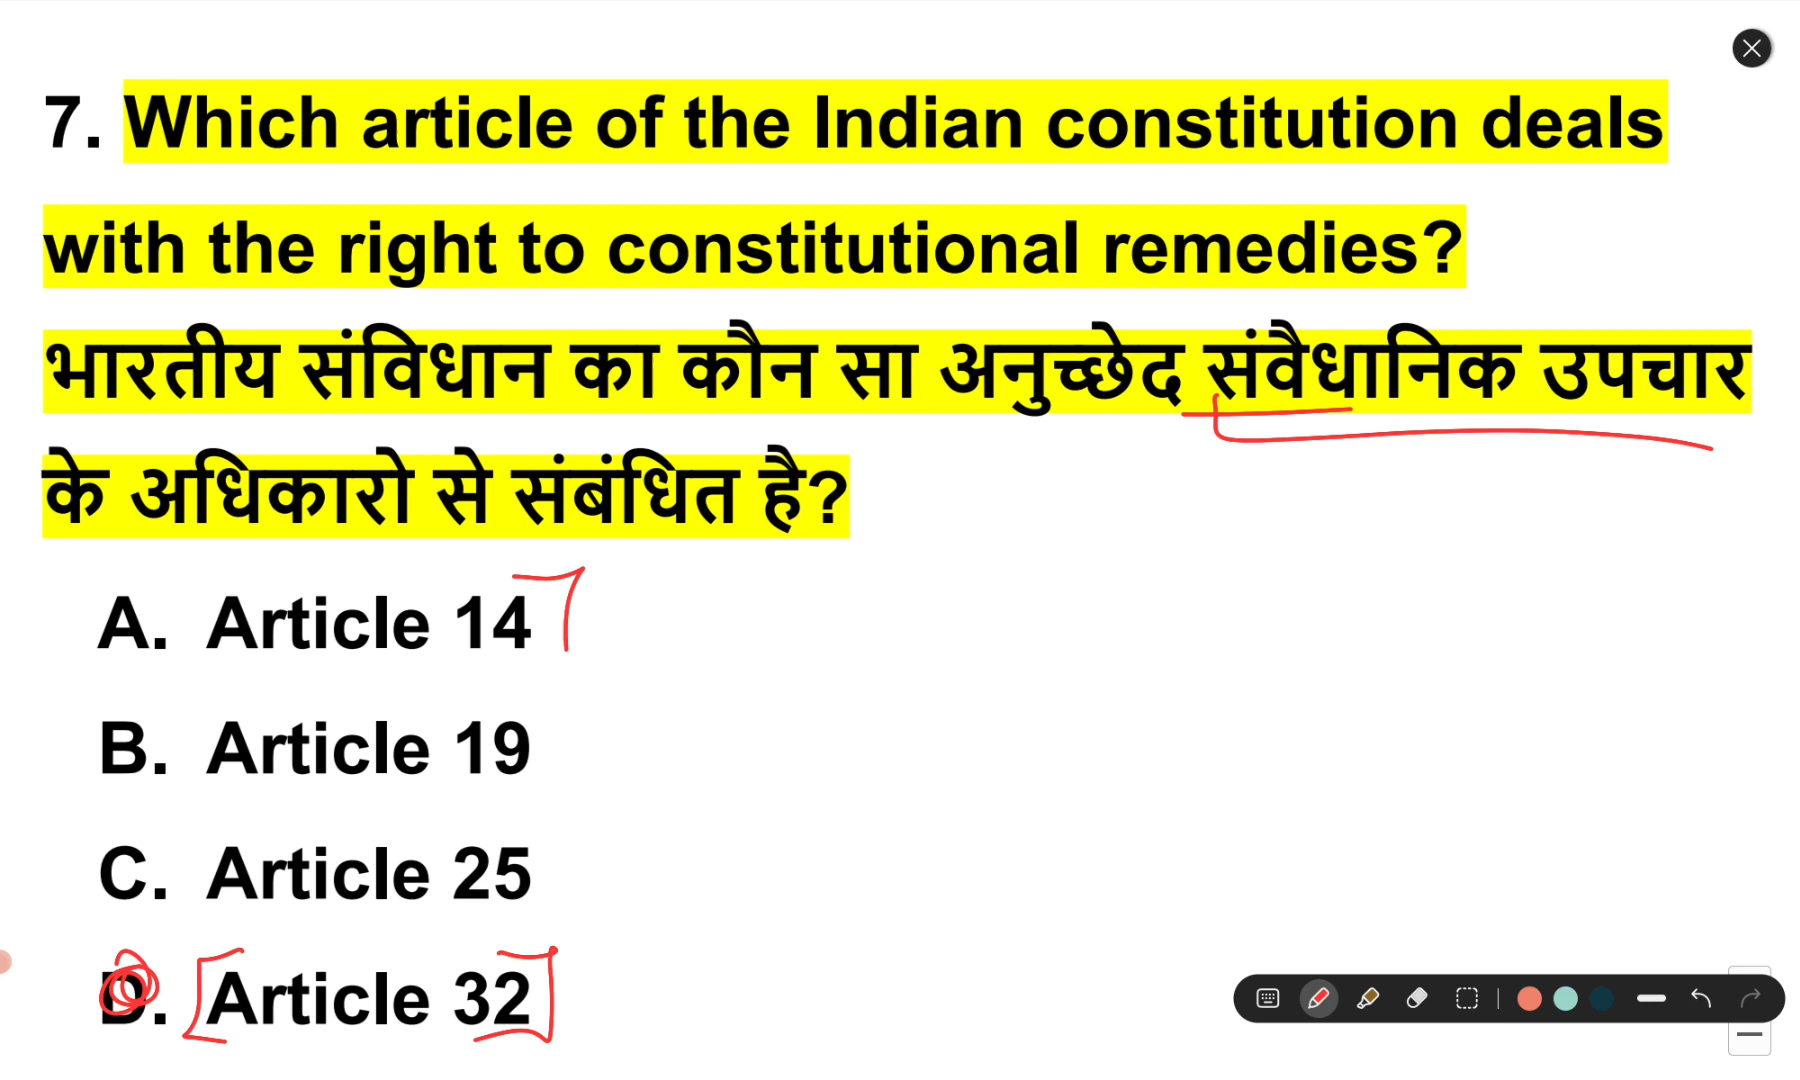 7. Which article of the Indian constitution deals
with the right to constitutional remedies?
भारतीय संविधान का कौन सा अनुच्छेद संवैधानिक उपचार
के अधिकारो से संबंधित है?
A. Article 14
B. Article 19
C. Article 25
D. Article 32